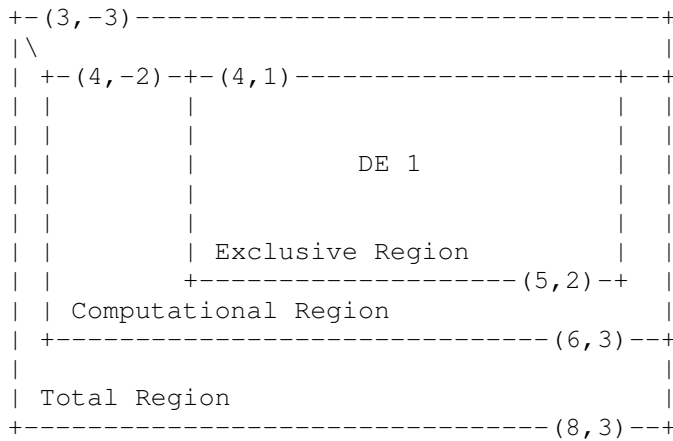 (3,-3)
(4,-2) (4,1)
DE 1
Exclusive Region
(5,2)
Computational Region
(6,3)
Total Region
(8,3)